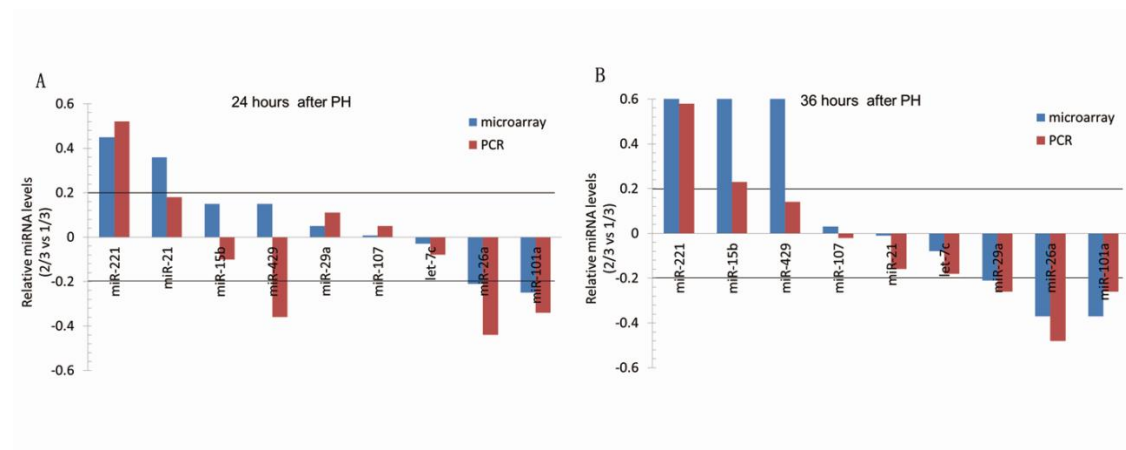 A
24 hours after PH
0.6
0.4
0.2
0
-0.2
-0.4
-0.6
Relative miRNA levels
(2/3 vs 1/3)
microarray
PCR
miR-221
miR-21
miR-15b
miR-429
miR-29a
miR-107
let-7c
miR-26a
miR-101a
B
36 hours after PH
0.6
0.4
0.2
0
-0.2
-0.4
-0.6
Relative miRNA levels
(2/3 vs 1/3)
microarray
PCR
miR-221
miR-15b
miR-429
miR-107
miR-21
let-7c
miR-29a
miR-26a
miR-101a